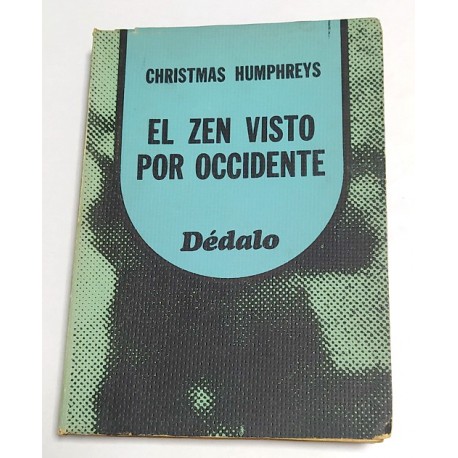 CHRISTMAS HUMPHREYS
EL ZEN VISTO
POR OCCIDENTE
Dédalo